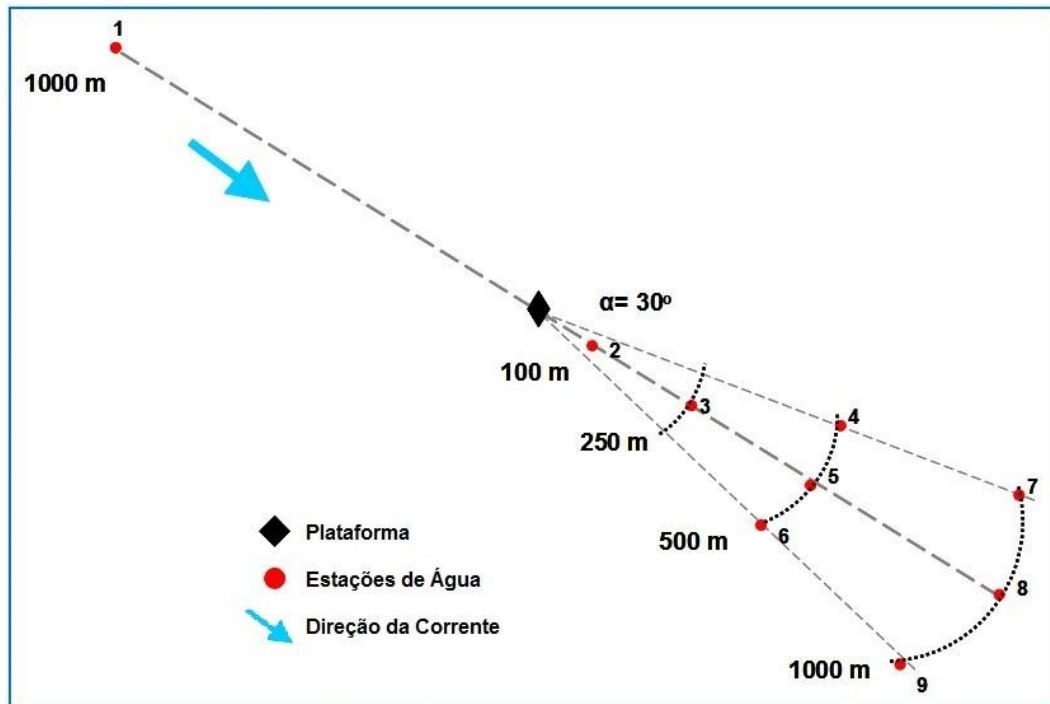 1
1000 m
α= 30º
2
100 m
3
250 m
4
5
7
6
500 m
8
1000 m
9
Plataforma
Estações de Água
Direção da Corrente